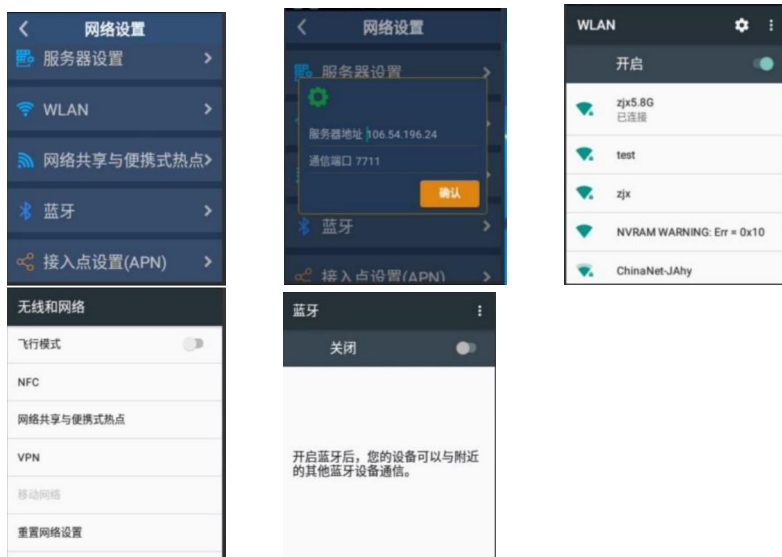 网络设置
服务器设置
WLAN
网络共享与便携式热点
蓝牙
接入点设置(APN)
网络设置
服务器设置
服务器地址 106.54.196.24
通信端口 7711
确认
蓝牙
接入点设置(APN)
WLAN
开启
zjx5.8G
已连接
test
zjx
NVRAM WARNING: Err = 0x10
ChinaNet-JAhy
无线和网络
飞行模式
NFC
网络共享与便携式热点
VPN
移动网络
重置网络设置
蓝牙
关闭
开启蓝牙后，您的设备可以与附近
的其他蓝牙设备通信。